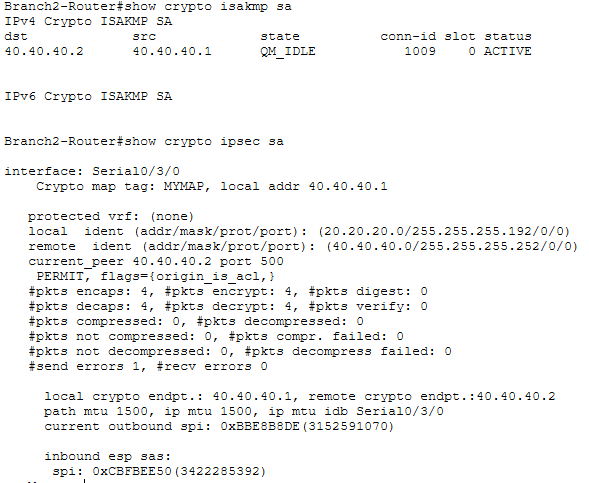 Branch2-Router#show crypto isakmp sa
IPv4 Crypto ISAKMP SA
dst src state conn-id slot status
40.40.40.2 40.40.40.1 QM_IDLE 1009 0 ACTIVE
IPv6 Crypto ISAKMP SA
Branch2-Router#show crypto ipsec sa
interface: Serial0/3/0
Crypto map tag: MYMAP, local addr 40.40.40.1
protected vrf: (none)
local ident (addr/mask/prot/port): (20.20.20.0/255.255.255.192/0/0)
remote ident (addr/mask/prot/port): (40.40.40.0/255.255.255.252/0/0)
current_peer 40.40.40.2 port 500
PERMIT, flags={origin_is_acl,}
#pkts encaps: 4, #pkts encrypt: 4, #pkts digest: 0
#pkts decaps: 4, #pkts decrypt: 4, #pkts verify: 0
#pkts compressed: 0, #pkts decompressed: 0
#pkts not compressed: 0, #pkts compr. failed: 0
#pkts not decompressed: 0, #pkts decompress failed: 0
#send errors 1, #recv errors 0
local crypto endpt.: 40.40.40.1, remote crypto endpt.:40.40.40.2
path mtu 1500, ip mtu 1500, ip mtu idb Serial0/3/0
current outbound spi: 0xBBE8B8DE(3152591070)
inbound esp sas:
spi: 0xCBFBEE50(3422285392)